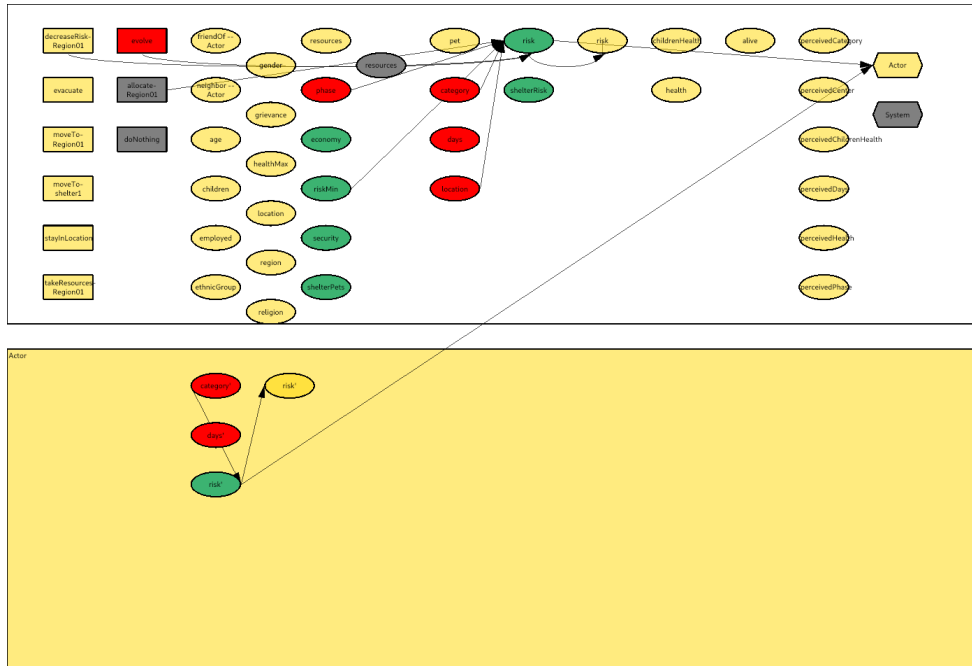 decreaseRisk-
Region01
evolve
friendOf --
Actor
resources
pet
risk
risk
childrenHealth
alive
perceivedCategory
gender
resources
Actor
evacuate
allocate-
Region01
neighbor --
Actor
phase
category
shelterRisk
health
perceivedCenter
grievance
System
moveTo-
Region01
doNothing
age
economy
days
perceivedChildrenHealth
healthMax
moveTo-
shelter1
children
riskMin
location
perceivedDays
location
stayInLocation
employed
security
perceivedHealth
region
takeResources-
Region01
ethnicGroup
shelterPets
perceivedPhase
religion
Actor
category'
risk'
days'
risk'